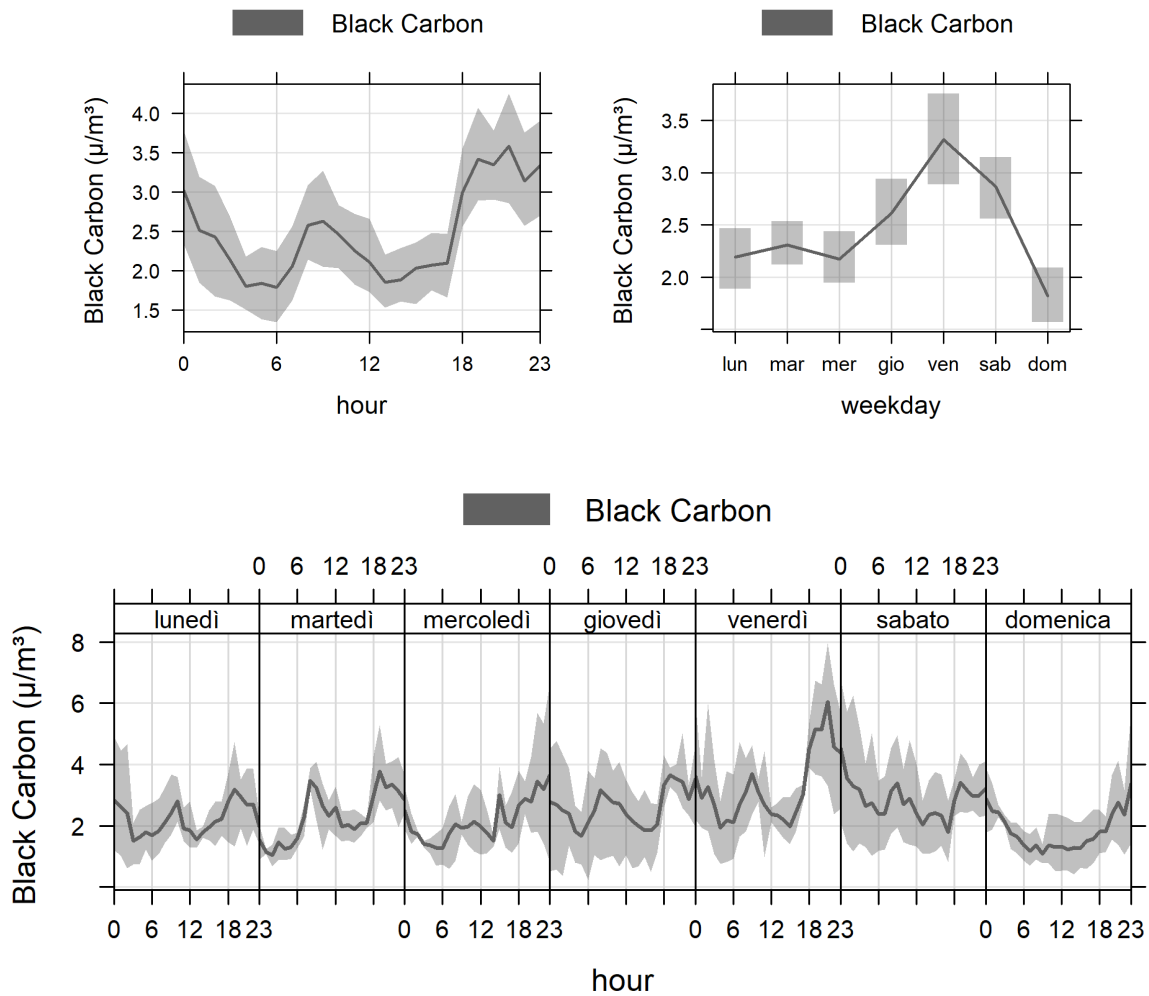 Black Carbon
Black Carbon (µ/m³)
4.0
3.5
3.0
2.5
2.0
1.5
0 6 12 18 23
hour
Black Carbon
Black Carbon (µ/m³)
3.5
3.0
2.5
2.0
lun mar mer gio ven sab dom
weekday
Black Carbon
0 6 12 18 23 0 6 12 18 23 0 6 12 18 23
lunedì martedì mercoledì giovedì venerdì sabato domenica
Black Carbon (µ/m³)
8
6
4
2
0 6 12 18 23 0 6 12 18 23 0 6 12 18 23 0 6 12 18 23
hour